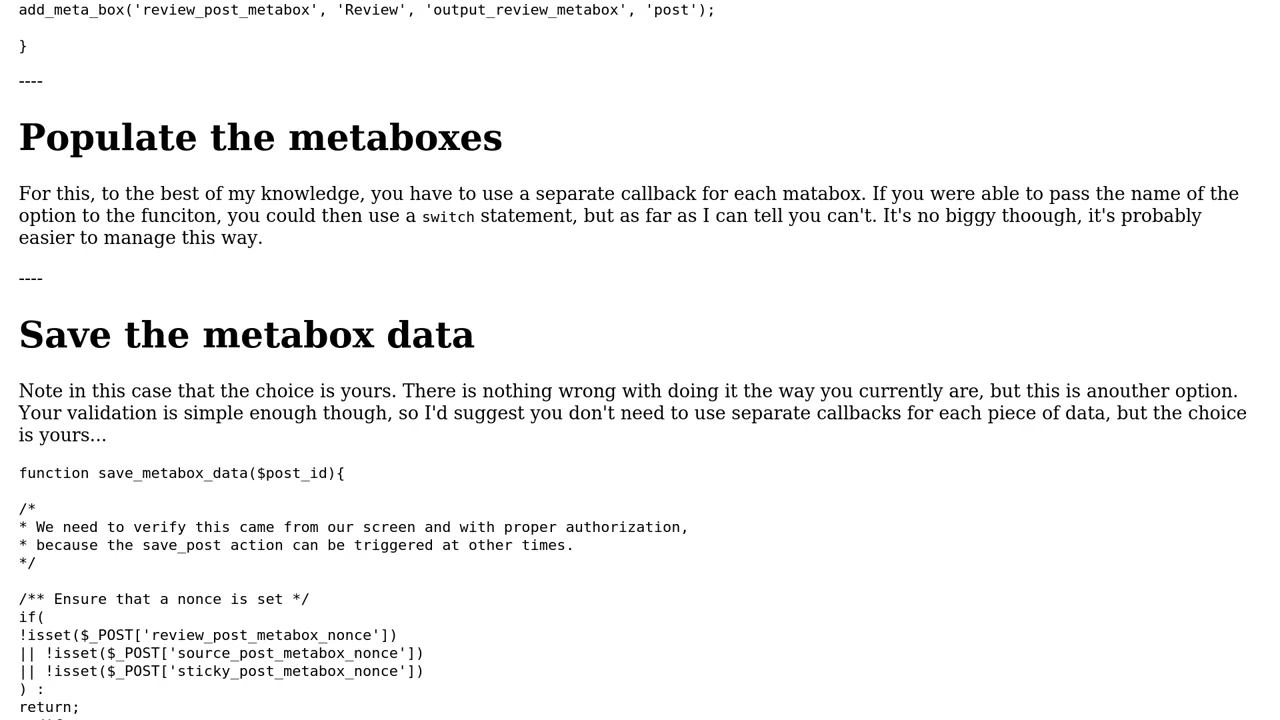 add_meta_box('review_post_metabox', 'Review', 'output_review_metabox', 'post');
}
----
Populate the metaboxes
For this, to the best of my knowledge, you have to use a separate callback for each matabox. If you were able to pass the name of the
option to the funciton, you could then use a switch statement, but as far as I can tell you can't. It's no biggy thoough, it's probably
easier to manage this way.
----
Save the metabox data
Note in this case that the choice is yours. There is nothing wrong with doing it the way you currently are, but this is anouther option.
Your validation is simple enough though, so I'd suggest you don't need to use separate callbacks for each piece of data, but the choice
is yours...
function save_metabox_data($post_id){
/*
* We need to verify this came from our screen and with proper authorization,
* because the save_post action can be triggered at other times.
*/
/** Ensure that a nonce is set */
if(
!isset($_POST['review_post_metabox_nonce'])
|| !isset($_POST['source_post_metabox_nonce'])
|| !isset($_POST['sticky_post_metabox_nonce'])
) :
return;